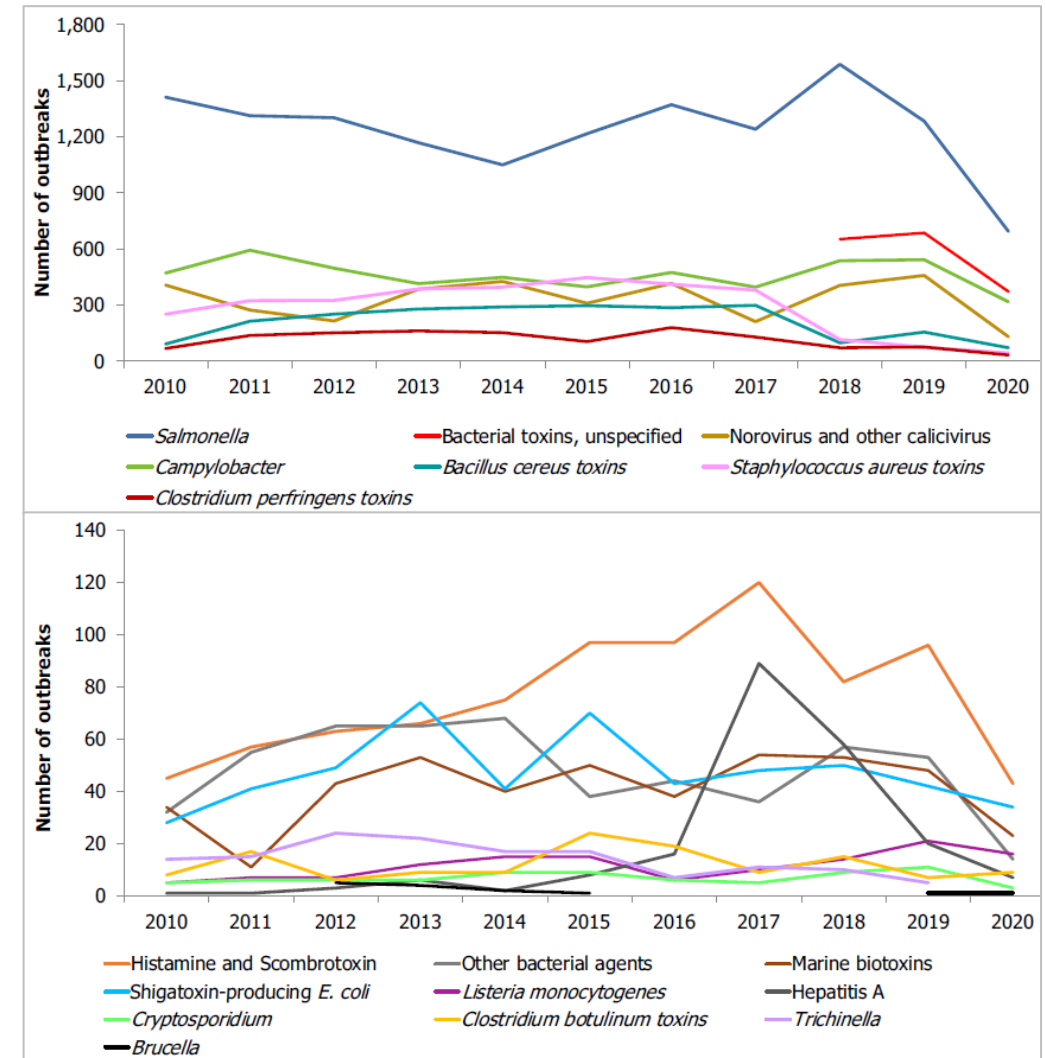 1,800
1,500
1,200
900
600
300
0
Number of outbreaks
2010 2011 2012 2013 2014 2015 2016 2017 2018 2019 2020
Salmonella Bacterial toxins, unspecified Norovirus and other calicivirus
Campylobacter Bacillus cereus toxins Staphylococcus aureus toxins
Clostridium perfringens toxins
140
120
100
80
60
40
20
0
Number of outbreaks
2010 2011 2012 2013 2014 2015 2016 2017 2018 2019 2020
Histamine and Scombrotoxin Other bacterial agents Marine biotoxins
Shigatoxin-producing E. coli Listeria monocytogenes Hepatitis A
Cryptosporidium Clostridium botulinum toxins Trichinella
Brucella